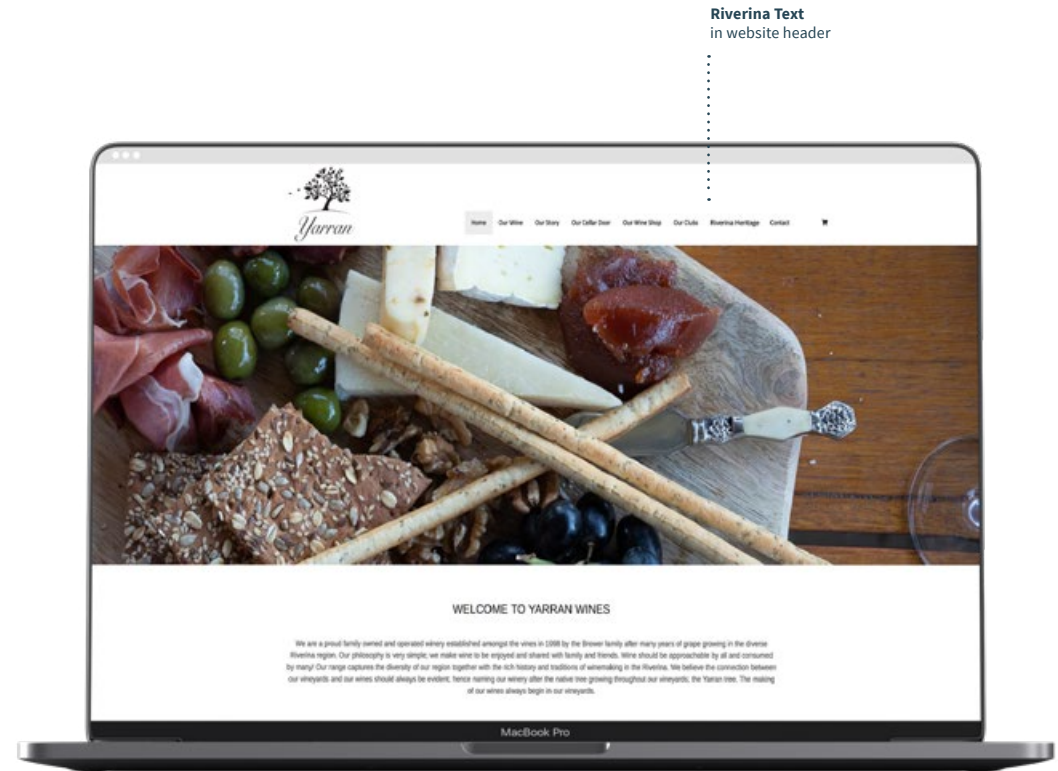 Riverina Text
in website header
Yarran
Home Our Wine Our Story Our Cellar Door Our Wine Shop Our Clubs Riverina Heritage Contact
WELCOME TO YARRAN WINES
We are a proud family owned and operated winery established amongst the vines in 1998 by the Brewer family after many years of grape growing in the diverse
Riverina region. Our philosophy is very simple; we make wine to be enjoyed and shared with family and friends. Wine should be approachable by all and consumed
by many! Our range captures the diversity of our region together with the rich history and traditions of winemaking in the Riverina. We believe the connection between
our vineyards and our wines should always be evident; hence naming our winery after the native tree growing throughout our vineyards; the Yarran tree. The making
of our wines always begin in our vineyards.
MacBook Pro